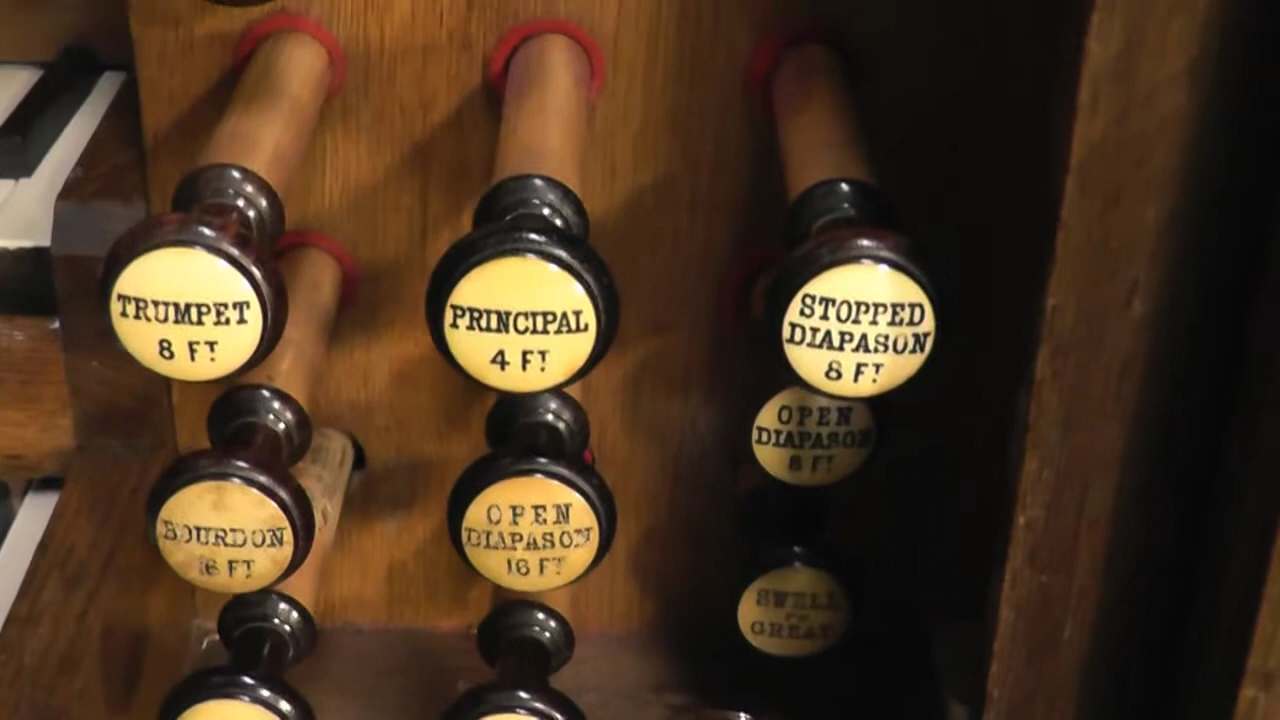 TRUMPET
8 FT
PRINCIPAL
4 FT
STOPPED
DIAPASON
8 FT
OPEN
DIAPASON
8 FT
BOURDON
16 FT
OPEN
DIAPASON
16 FT
SWELL
TO
GREAT